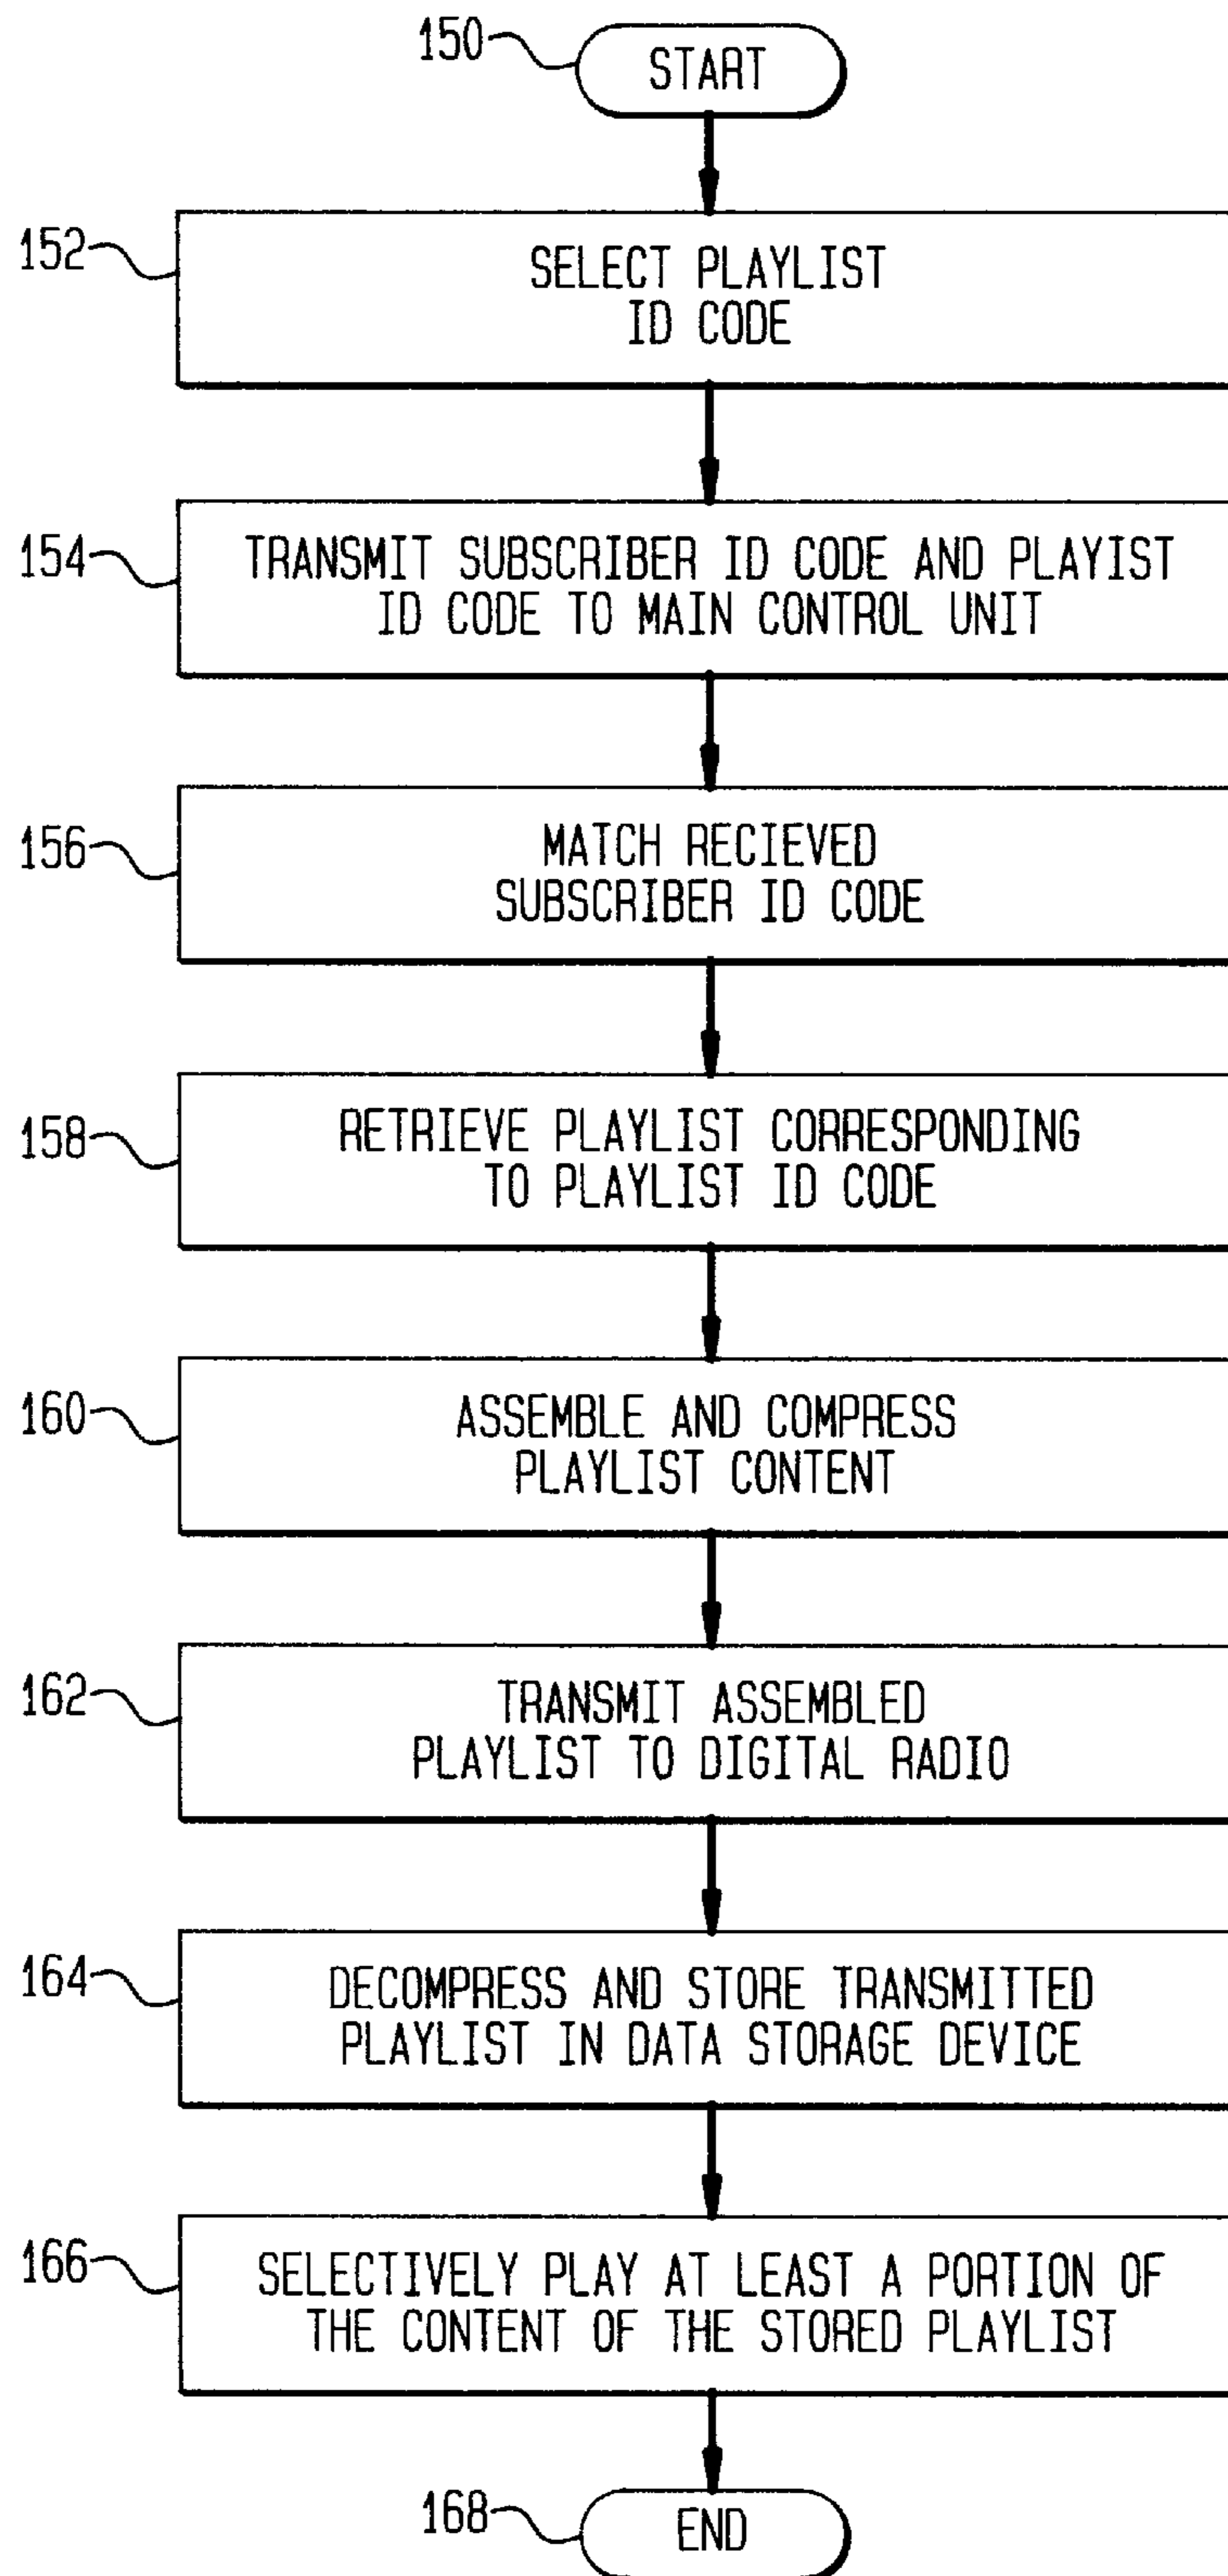 150
START
152
SELECT PLAYLIST
ID CODE
154
TRANSMIT SUBSCRIBER ID CODE AND PLAYIST
ID CODE TO MAIN CONTROL UNIT
156
MATCH RECIEVED
SUBSCRIBER ID CODE
158
RETRIEVE PLAYLIST CORRESPONDING
TO PLAYLIST ID CODE
160
ASSEMBLE AND COMPRESS
PLAYLIST CONTENT
162
TRANSMIT ASSEMBLED
PLAYLIST TO DIGITAL RADIO
164
DECOMPRESS AND STORE TRANSMITTED
PLAYLIST IN DATA STORAGE DEVICE
166
SELECTIVELY PLAY AT LEAST A PORTION OF
THE CONTENT OF THE STORED PLAYLIST
168
END